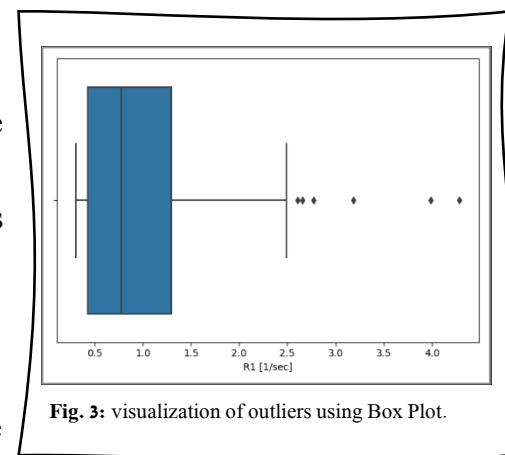 e
s
e
0.5 1.0 1.5 2.0 2.5 3.0 3.5 4.0
R1 [1/sec]
Fig. 3: visualization of outliers using Box Plot.